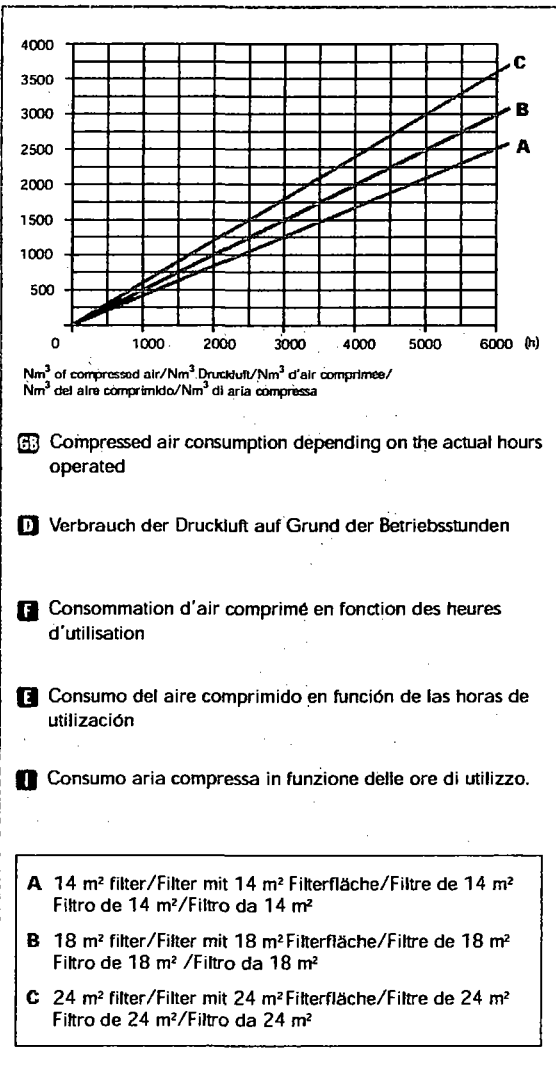 4000
3500
3000
2500
2000
1500
1000
500
C
B
A
0 1000 2000 3000 4000 5000 6000 (h)
Nm³ of compressed air/Nm³ Druckluft/Nm³ d'air comprimée/
Nm³ del aire comprimido/Nm³ di aria compressa
GB Compressed air consumption depending on the actual hours
operated
D Verbrauch der Druckluft auf Grund der Betriebsstunden
F Consommation d'air comprimé en fonction des heures
d'utilisation
E Consumo del aire comprimido en función de las horas de
utilización
I Consumo aria compressa in funzione delle ore di utilizzo.
A 14 m² filter/Filter mit 14 m² Filterfläche/Filtre de 14 m²
Filtro de 14 m²/Filtro da 14 m²
B 18 m² filter/Filter mit 18 m² Filterfläche/Filtre de 18 m²
Filtro de 18 m² /Filtro da 18 m²
C 24 m² filter/Filter mit 24 m² Filterfläche/Filtre de 24 m²
Filtro de 24 m²/Filtro da 24 m²